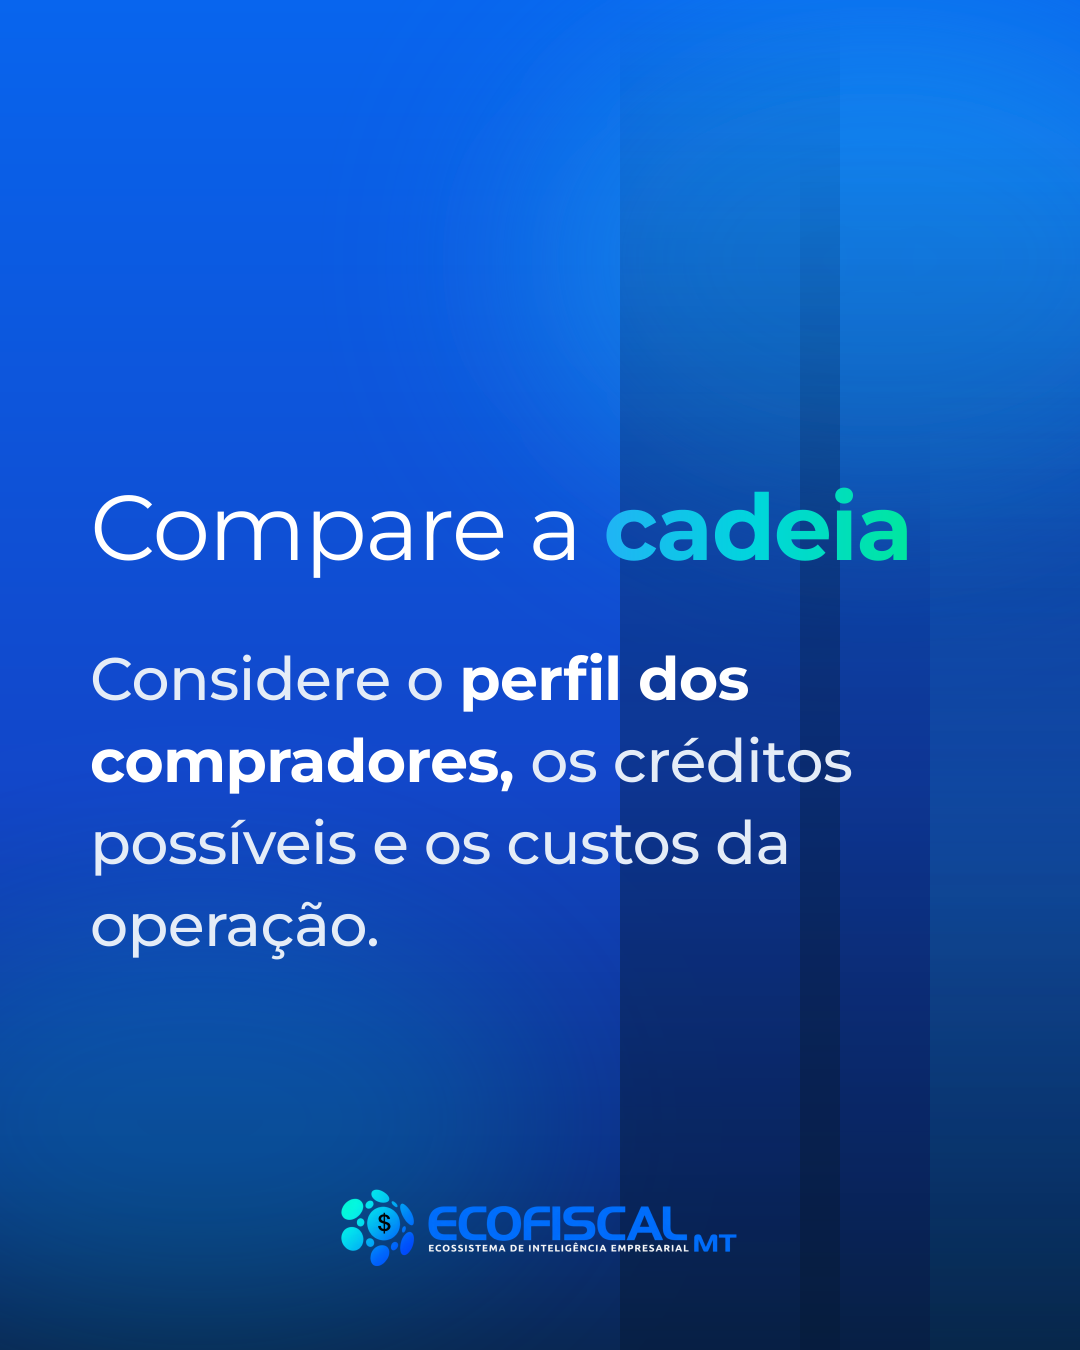 Compare a cadeia
Considere o perfil dos
compradores, os créditos
possíveis e os custos da
operação.
$
ECOFISCAL MT
ECOSSISTEMA DE INTELIGÊNCIA EMPRESARIAL